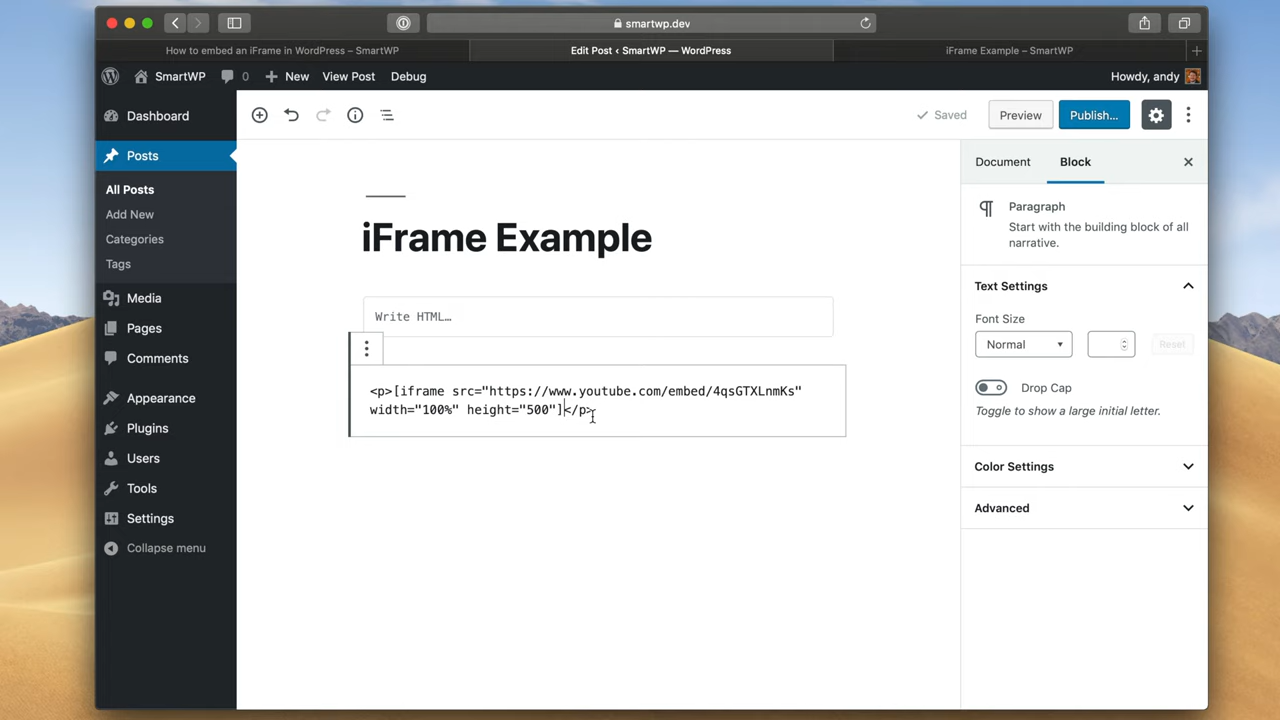 smartwp.dev
How to embed an iFrame in WordPress – SmartWP
Edit Post ‹ SmartWP — WordPress
iFrame Example – SmartWP
SmartWP
0
New
View Post
Debug
Howdy, andy
Dashboard
Posts
All Posts
Add New
Categories
Tags
Media
Pages
Comments
Appearance
Plugins
Users
Tools
Settings
Collapse menu
Saved
Preview
Publish…
iFrame Example
Write HTML…
<p>[iframe src="https://www.youtube.com/embed/4qsGTXLnmKs"
width="100%" height="500"]</p>
Document
Block
Paragraph
Start with the building block of all
narrative.
Text Settings
Font Size
Normal
Reset
Drop Cap
Toggle to show a large initial letter.
Color Settings
Advanced